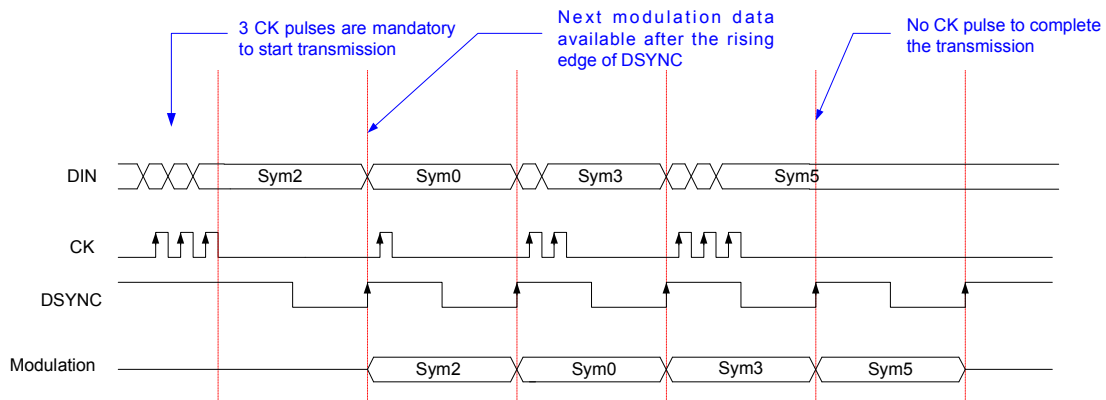 3 CK pulses are mandatory
to start transmission
Next modulation data
available after the rising
edge of DSYNC
No CK pulse to complete
the transmission
DIN
Sym2
Sym0
Sym3
Sym5
CK
DSYNC
Modulation
Sym2
Sym0
Sym3
Sym5